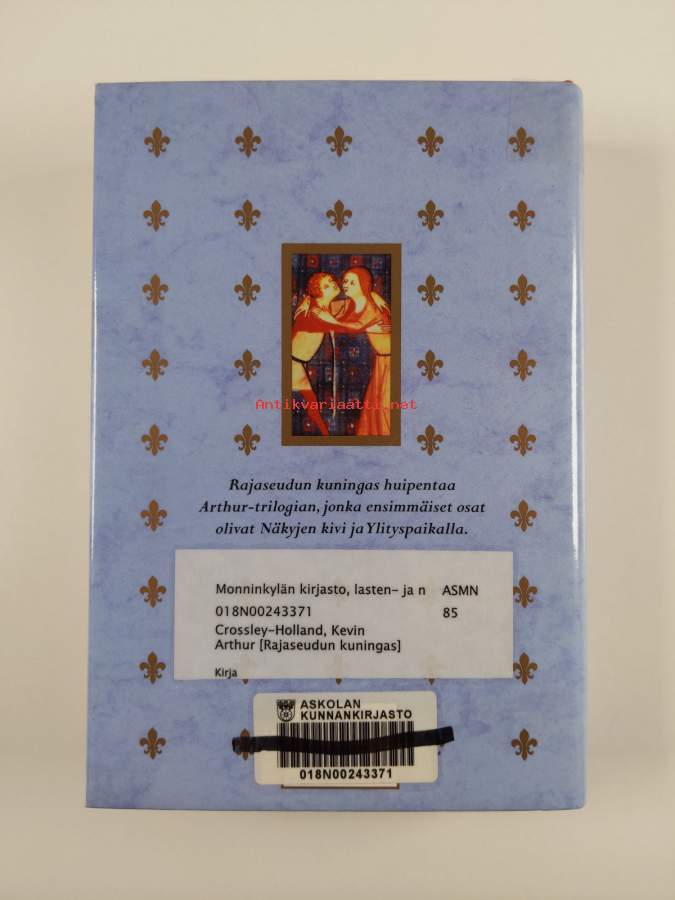 Antikvariaatti.net
Rajaseudun kuningas huipentaa
Arthur-trilogian, jonka ensimmäiset osat
olivat Näkyjen kivi ja Ylityspaikalla.
Monninkylän kirjasto, lasten- ja n ASMN
018N00243371 85
Crossley-Holland, Kevin
Arthur [Rajaseudun kuningas]
Kirja
ASKOLAN
KUNNANKIRJASTO
018N00243371